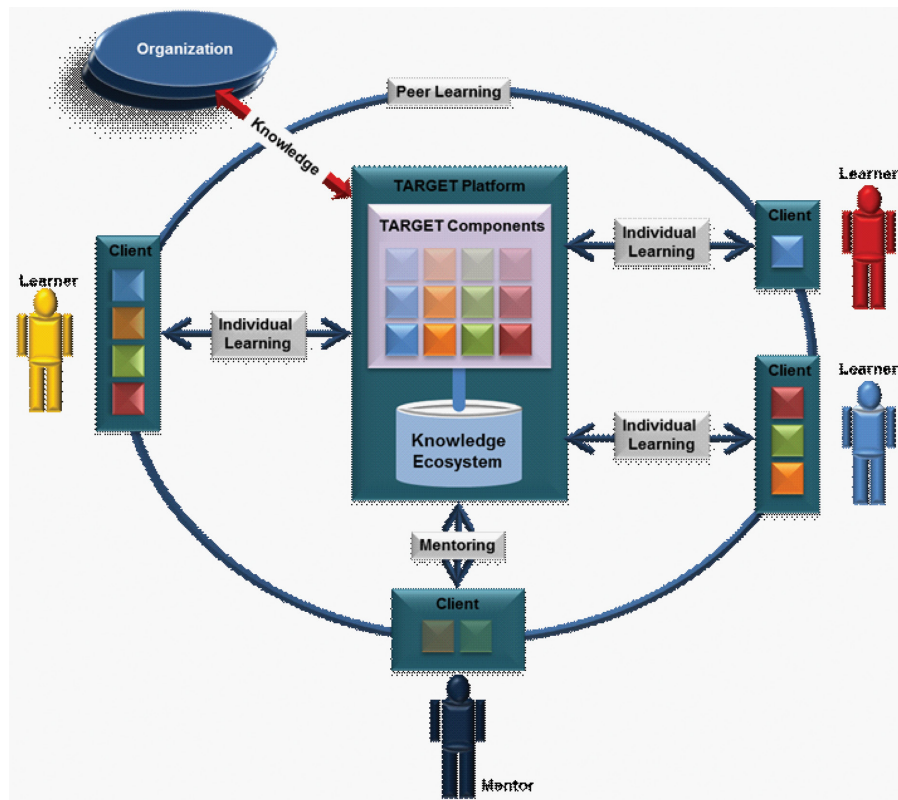 Organization
Peer Learning
Knowledge
TARGET Platform
Learner
TARGET Components
Client
Individual
Learning
Client
Learner
Individual
Learning
Client
Learner
Individual
Learning
Knowledge
Ecosystem
Mentoring
Client
Mentor